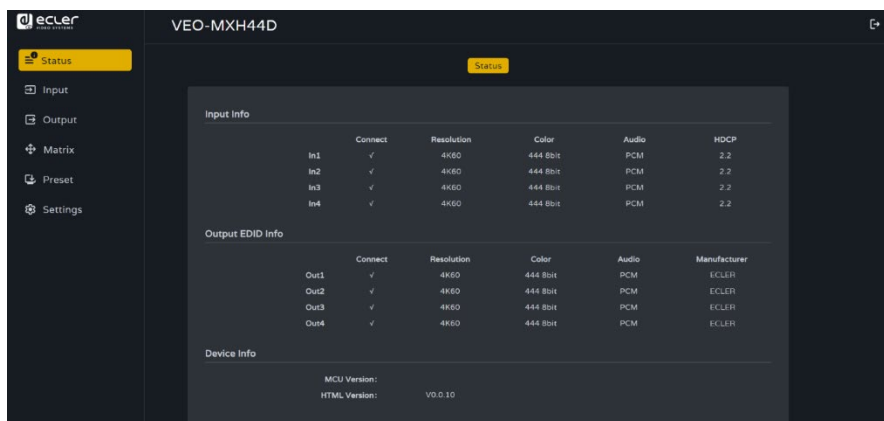 ecler
VIDEO SYSTEMS
VEO-MXH44D
Status
Input
Output
Matrix
Preset
Settings
Status
Input Info
Connect Resolution Color Audio HDCP
In1 √ 4K60 444 8bit PCM 2.2
In2 √ 4K60 444 8bit PCM 2.2
In3 √ 4K60 444 8bit PCM 2.2
In4 √ 4K60 444 8bit PCM 2.2
Output EDID Info
Connect Resolution Color Audio Manufacturer
Out1 √ 4K60 444 8bit PCM ECLER
Out2 √ 4K60 444 8bit PCM ECLER
Out3 √ 4K60 444 8bit PCM ECLER
Out4 √ 4K60 444 8bit PCM ECLER
Device Info
MCU Version:
HTML Version: V0.0.10